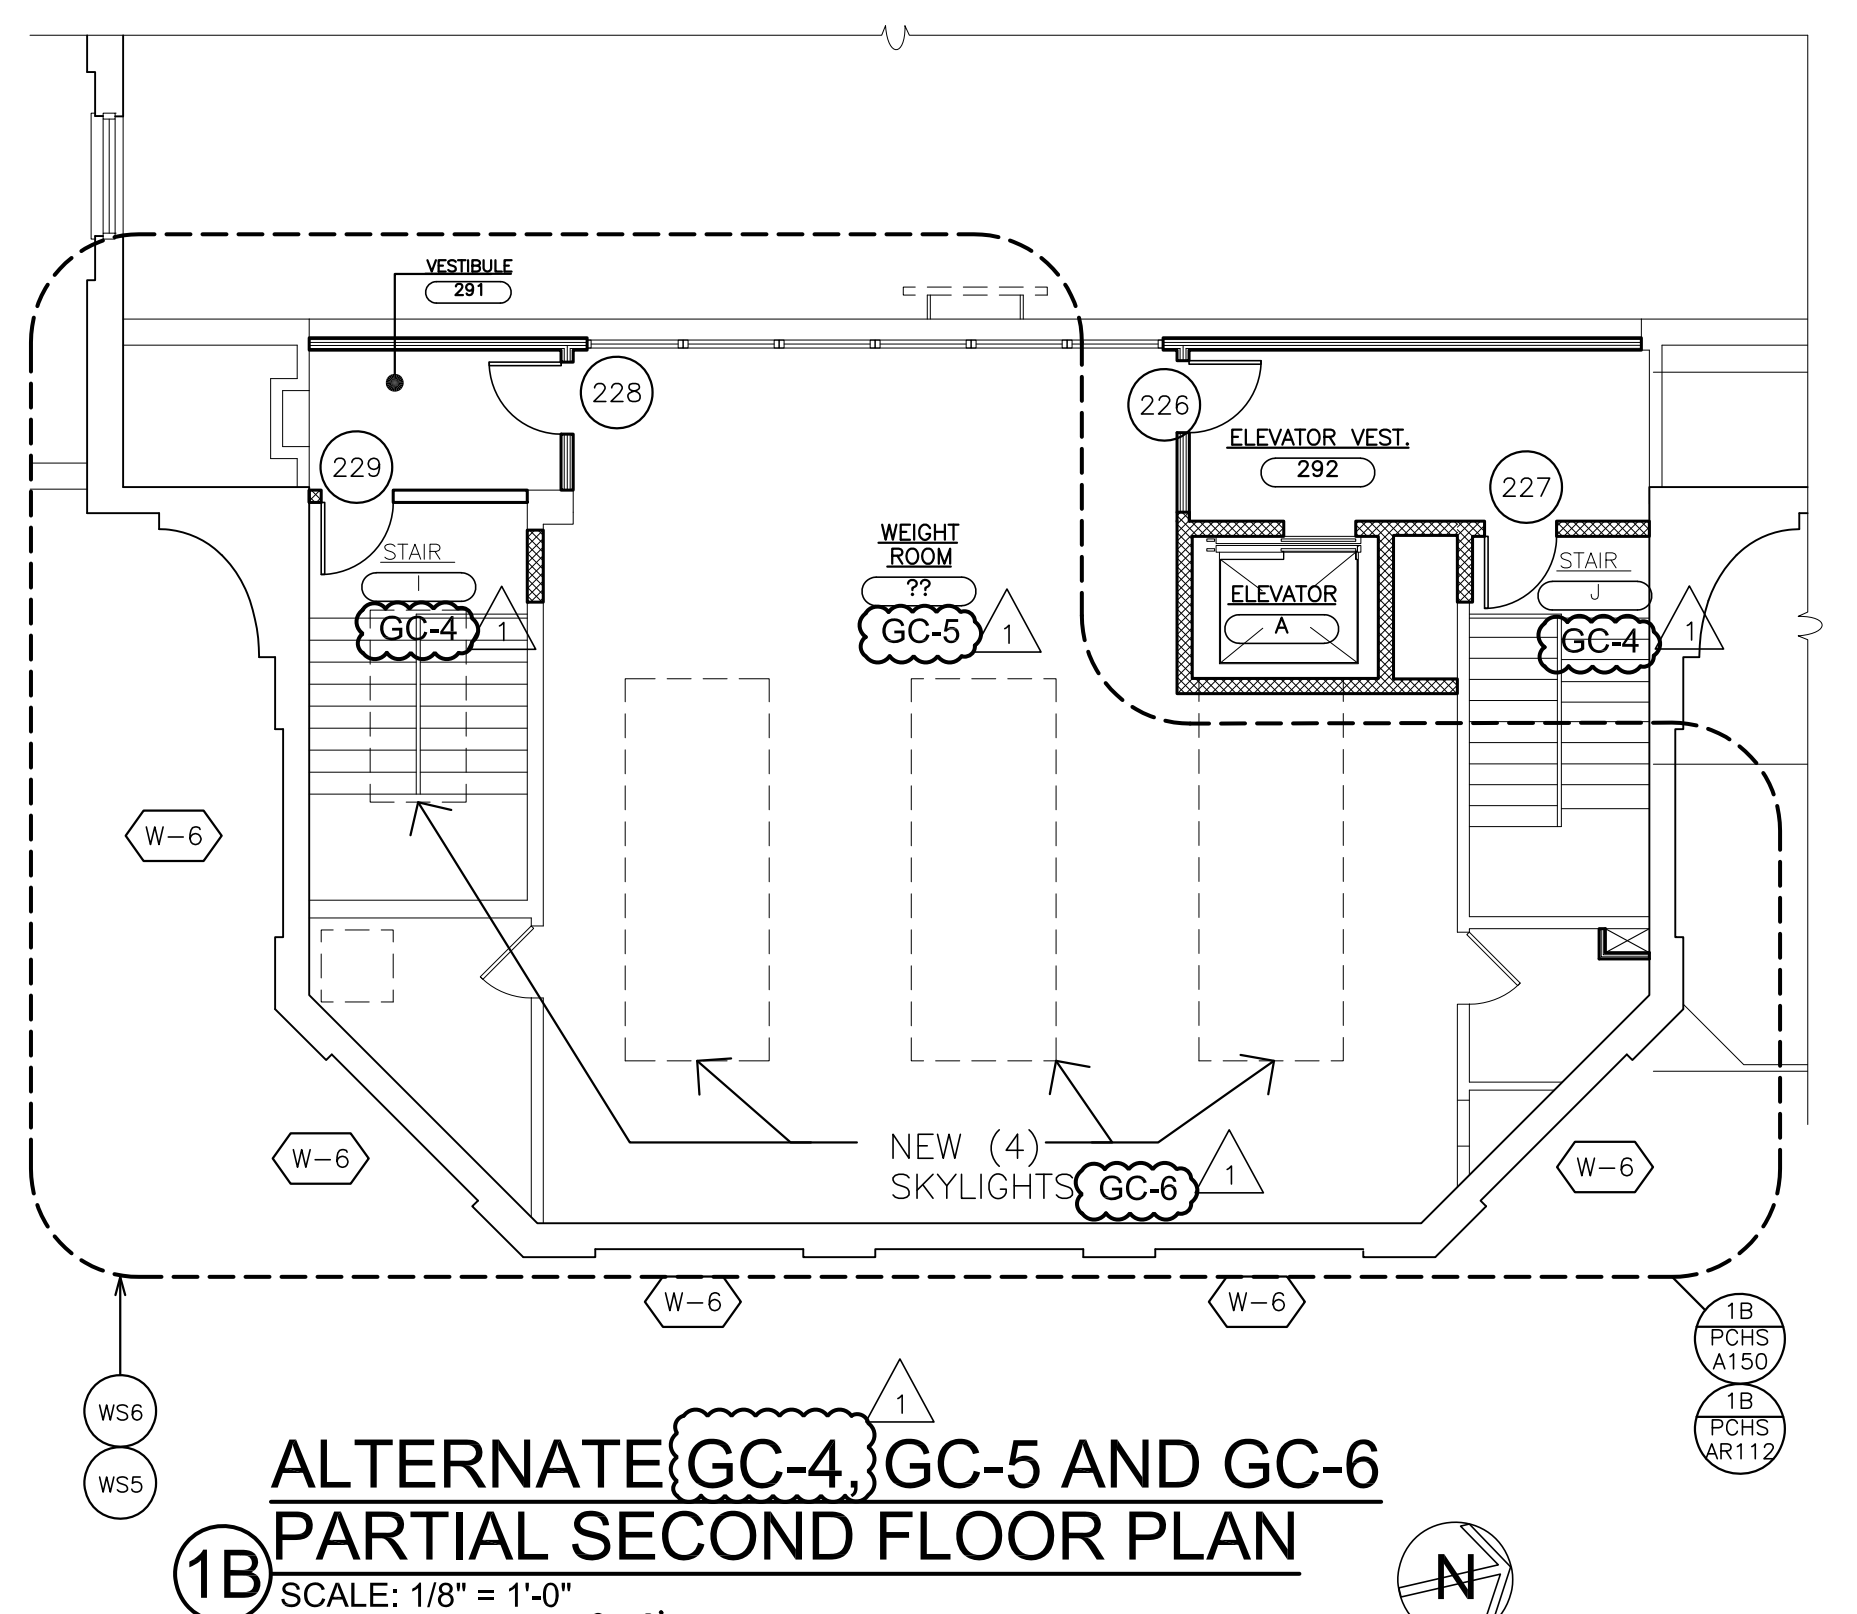 VESTIBULE
291
228
226
ELEVATOR VEST.
292
229
227
WEIGHT
ROOM
??
GC-5
1
STAIR
I
GC-4
1
ELEVATOR
A
STAIR
J
GC-4
1
W-6
NEW (4)
SKYLIGHTS
GC-6
1
W-6
W-6
W-6
W-6
1B
PCHS
A150
1B
PCHS
AR112
WS6
WS5
1
ALTERNATE GC-4, GC-5 AND GC-6
PARTIAL SECOND FLOOR PLAN
1B
SCALE: 1/8" = 1'-0"
N